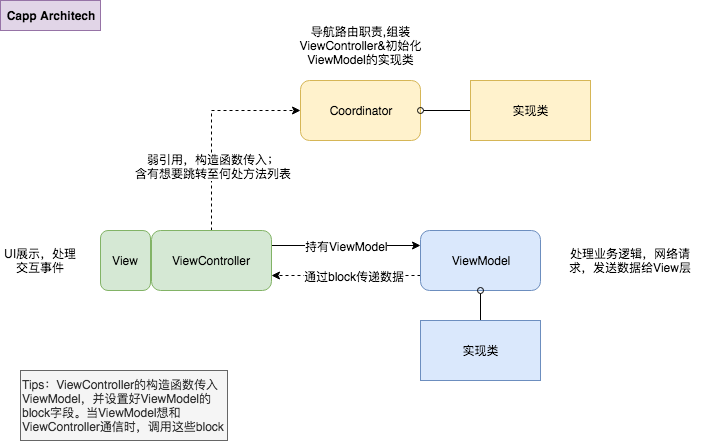 Capp Architech
导航路由职责,组装
ViewController&初始化
ViewModel的实现类
Coordinator
实现类
弱引用，构造函数传入；
含有想要跳转至何处方法列表
UI展示，处理
交互事件
View
ViewController
持有ViewModel
通过block传递数据
ViewModel
处理业务逻辑，网络请
求，发送数据给View层
实现类
Tips：ViewController的构造函数传入
ViewModel，并设置好ViewModel的
block字段。当ViewModel想和
ViewController通信时，调用这些block